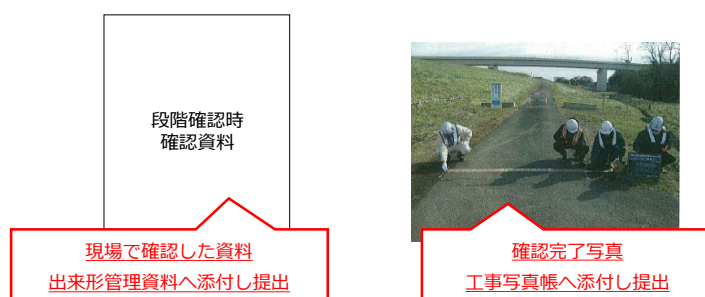 段階確認時
確認資料
現場で確認した資料
出来形管理資料へ添付し提出
確認完了写真
工事写真帳へ添付し提出